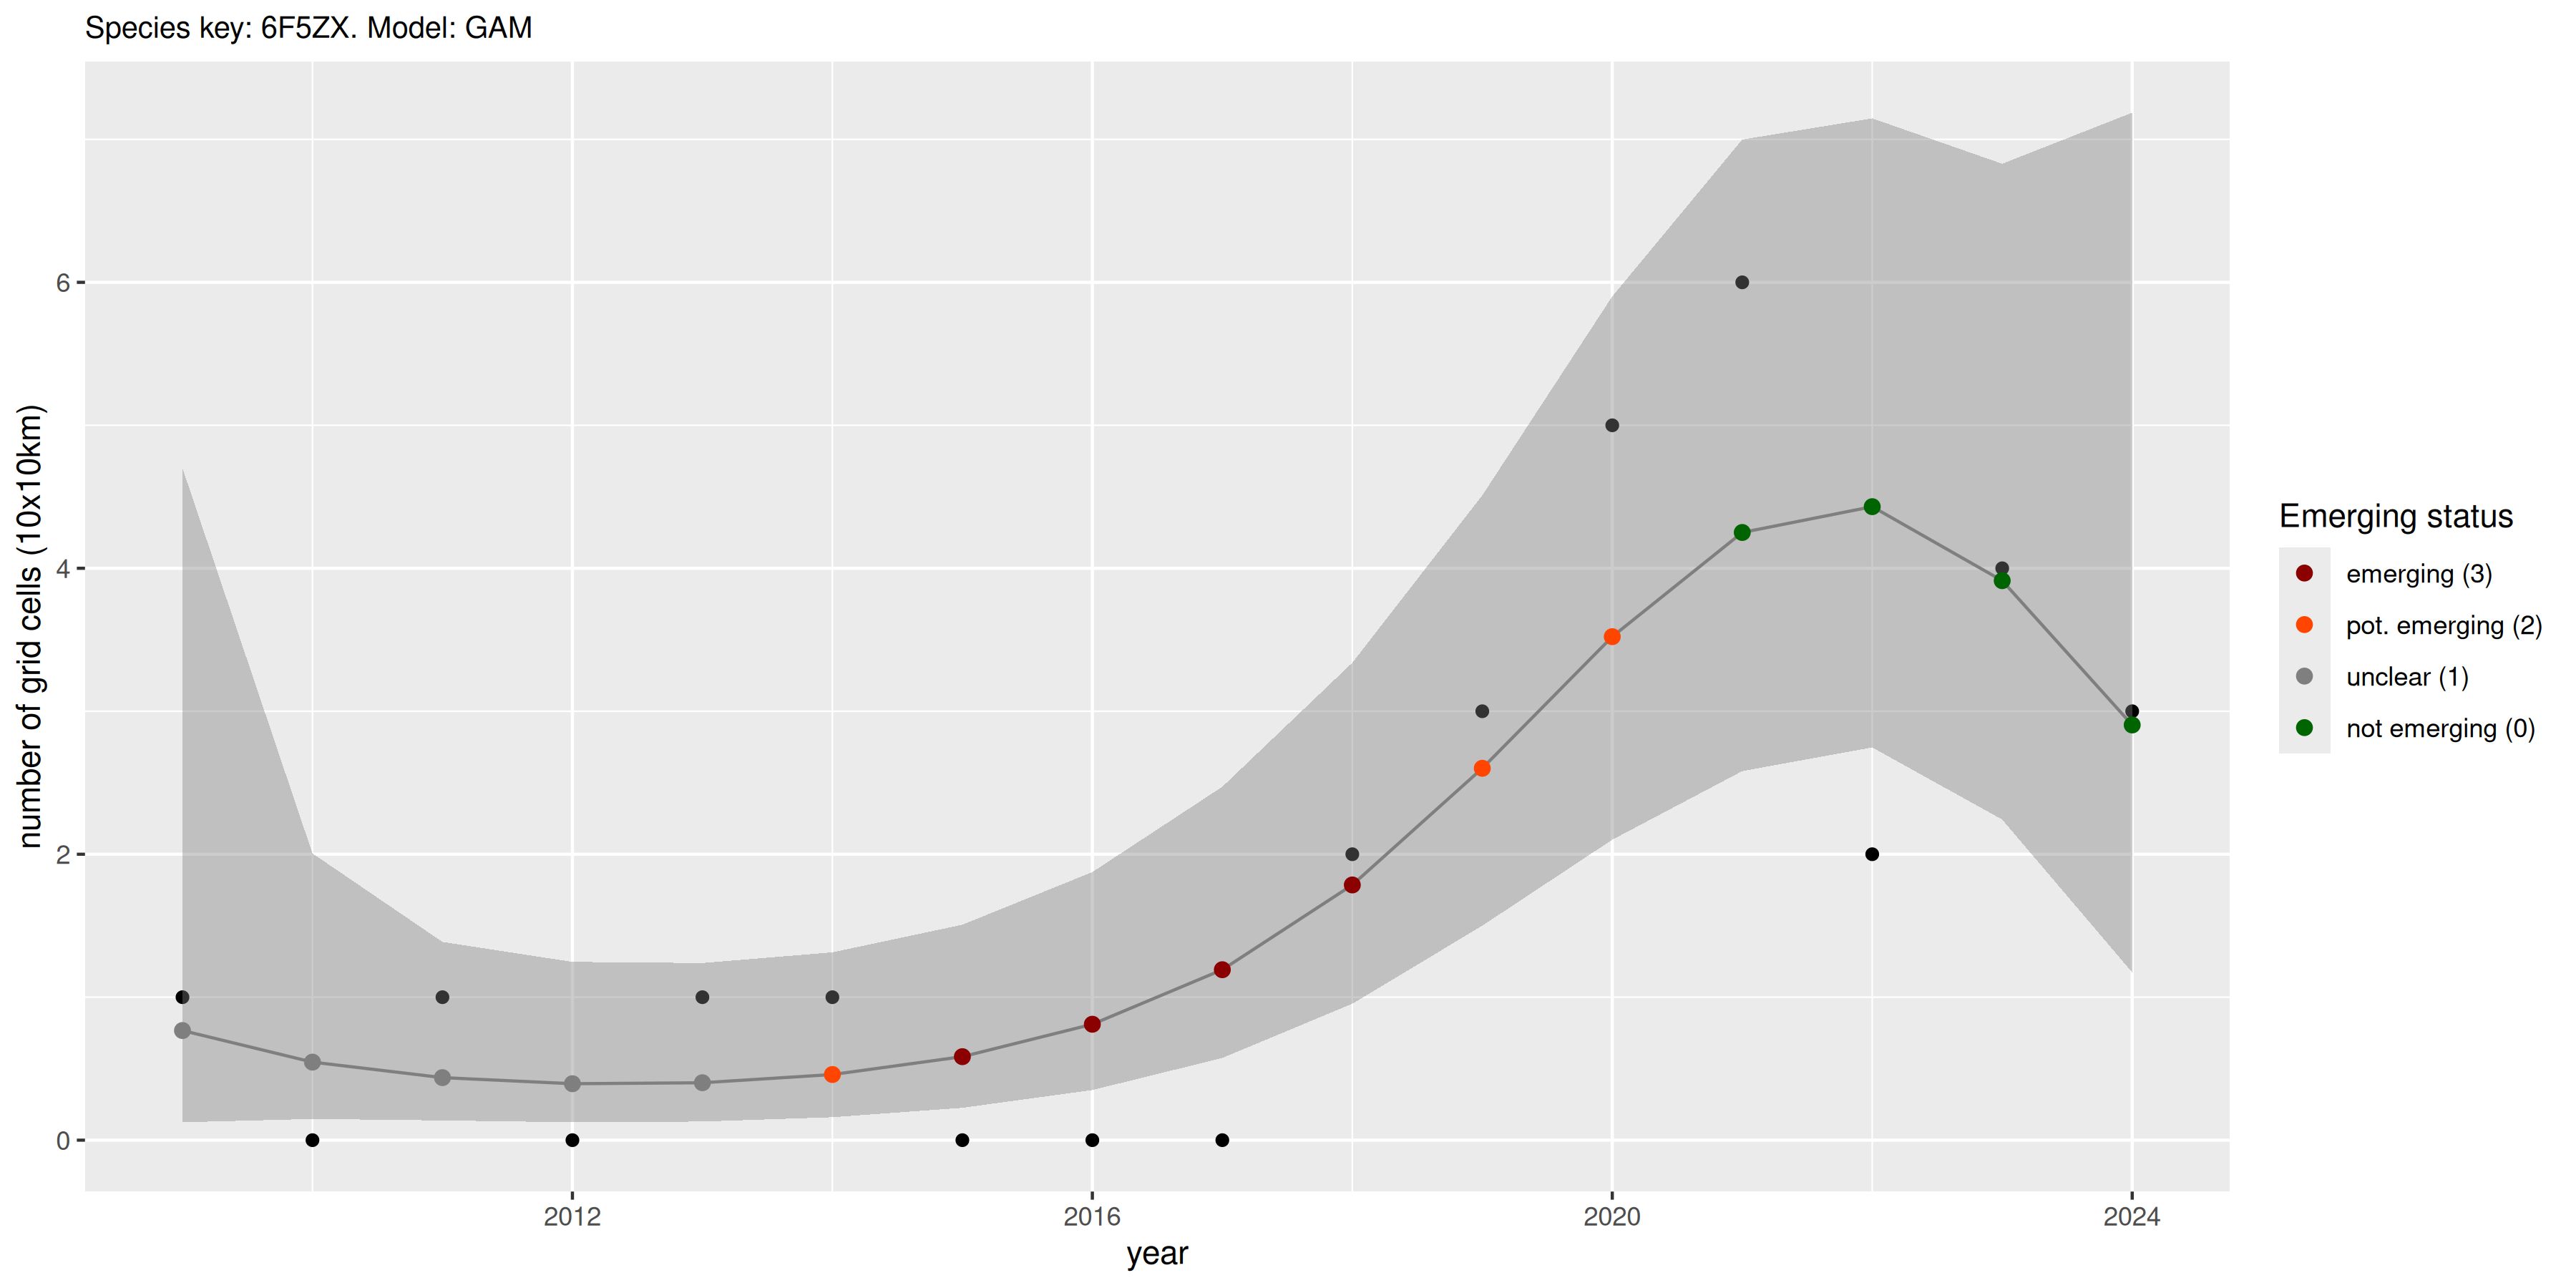 Species key: 6F5ZX. Model: GAM
number of grid cells (10x10km)
6
4
2
0
2012
2016
2020
2024
year
Emerging status
emerging (3)
pot. emerging (2)
unclear (1)
not emerging (0)